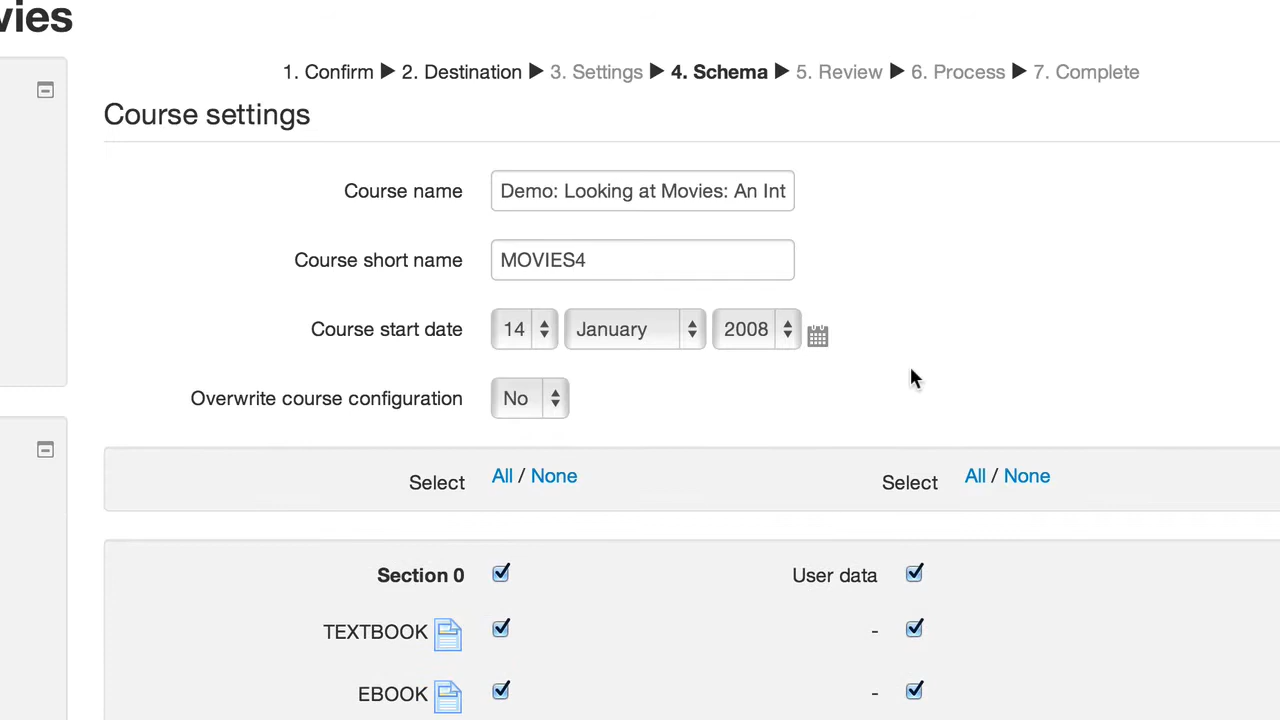 vies
1. Confirm ▶ 2. Destination ▶ 3. Settings ▶ 4. Schema ▶ 5. Review ▶ 6. Process ▶ 7. Complete
Course settings
Course name Demo: Looking at Movies: An Int
Course short name MOVIES4
Course start date 14 January 2008
Overwrite course configuration No
Select All / None Select All / None
Section 0 User data
TEXTBOOK -
EBOOK -